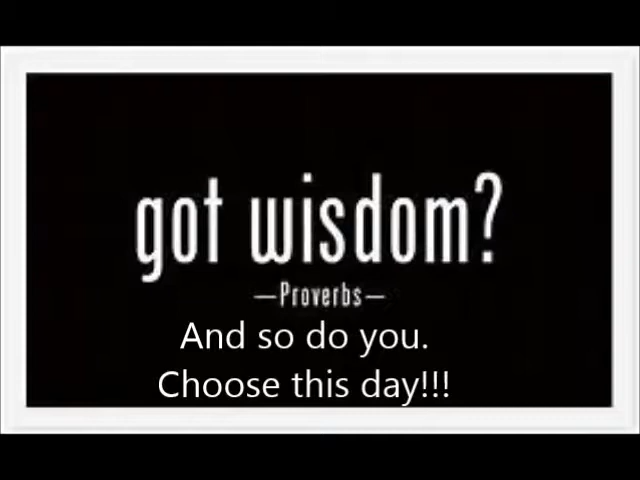 got wisdom?
—Proverbs—
And so do you.
Choose this day!!!